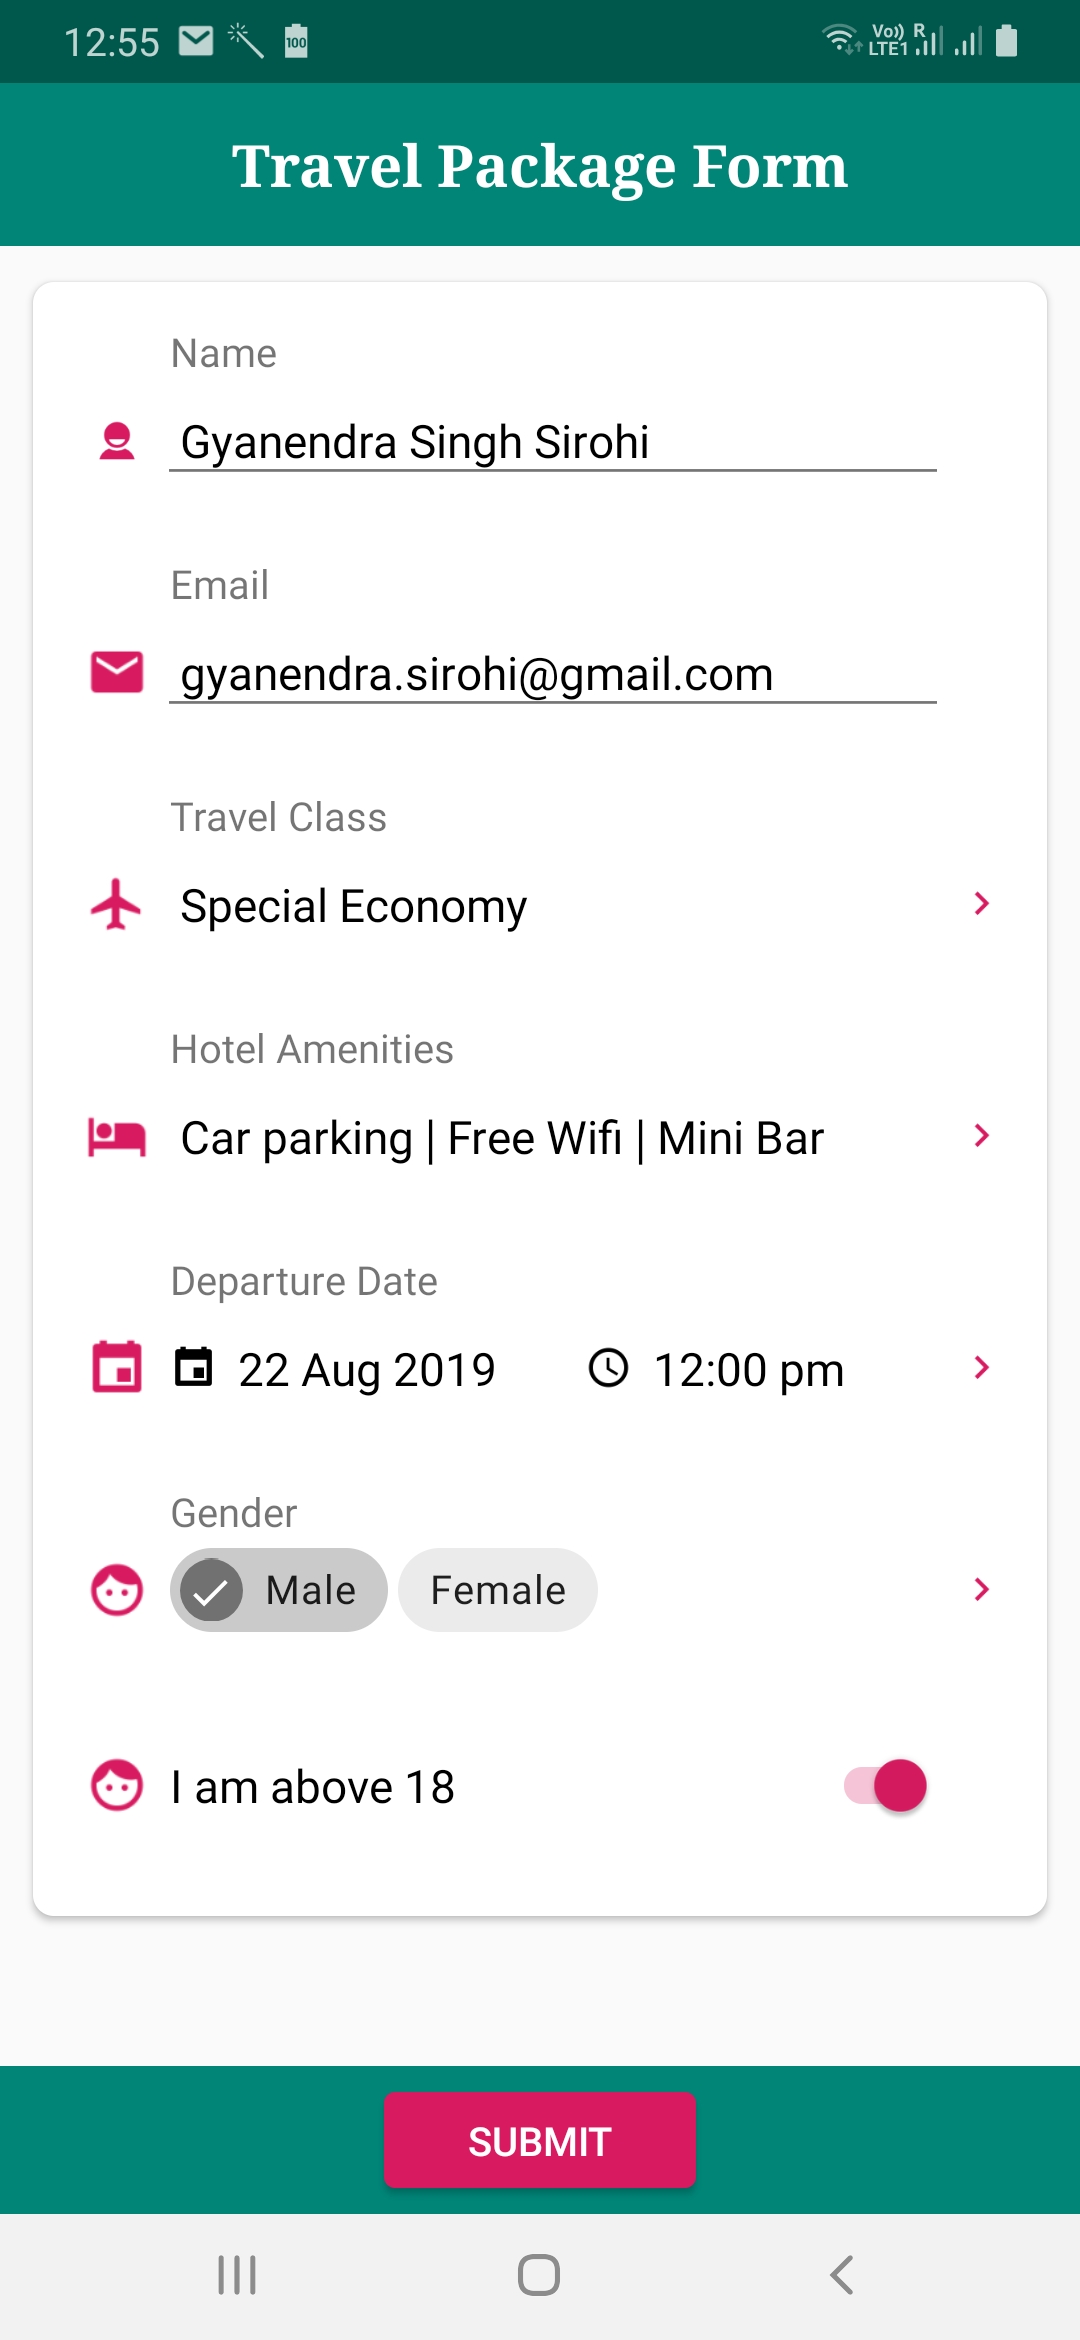 12:55 100 Vo)) R LTE1
Travel Package Form
Name
Gyanendra Singh Sirohi
Email
gyanendra.sirohi@gmail.com
Travel Class
Special Economy
Hotel Amenities
Car parking | Free Wifi | Mini Bar
Departure Date
22 Aug 2019 12:00 pm
Gender
Male Female
I am above 18
SUBMIT